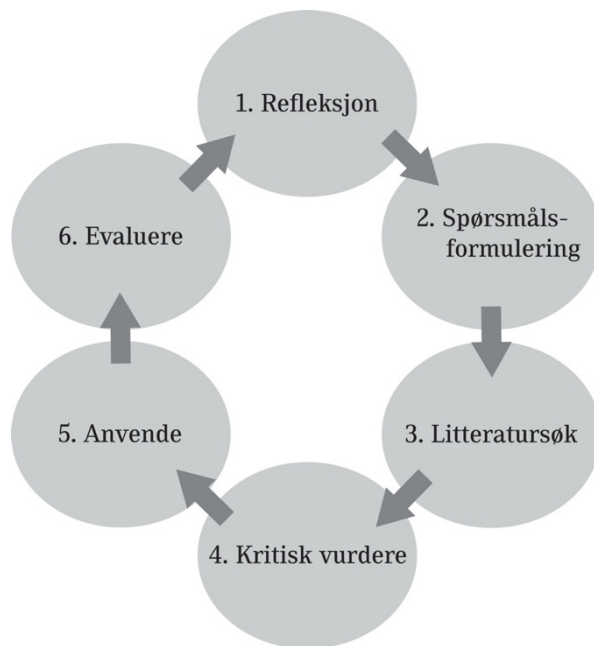 1. Refleksjon
2. Spørsmåls-
formulering
3. Litteratursøk
4. Kritisk vurdere
5. Anvende
6. Evaluere